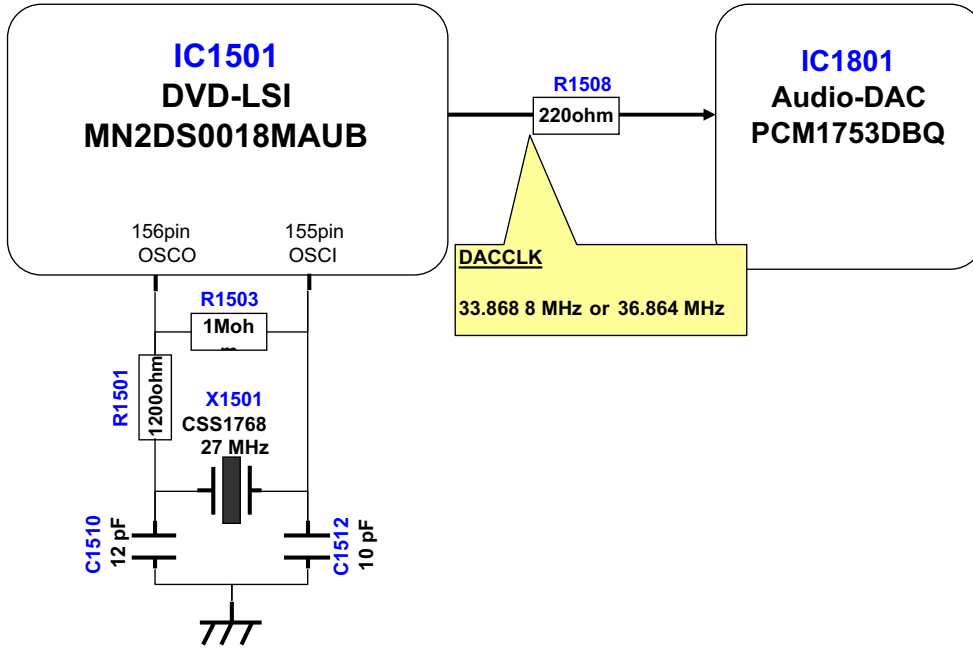 IC1501
DVD-LSI
MN2DS0018MAUB
156pin
OSCO
155pin
OSCI
R1508
220ohm
IC1801
Audio-DAC
PCM1753DBQ
DACCLK
33.868 8 MHz or 36.864 MHz
R1503
1Moh
R1501
1200ohm
X1501
CSS1768
27 MHz
C1510
12 pF
C1512
10 pF